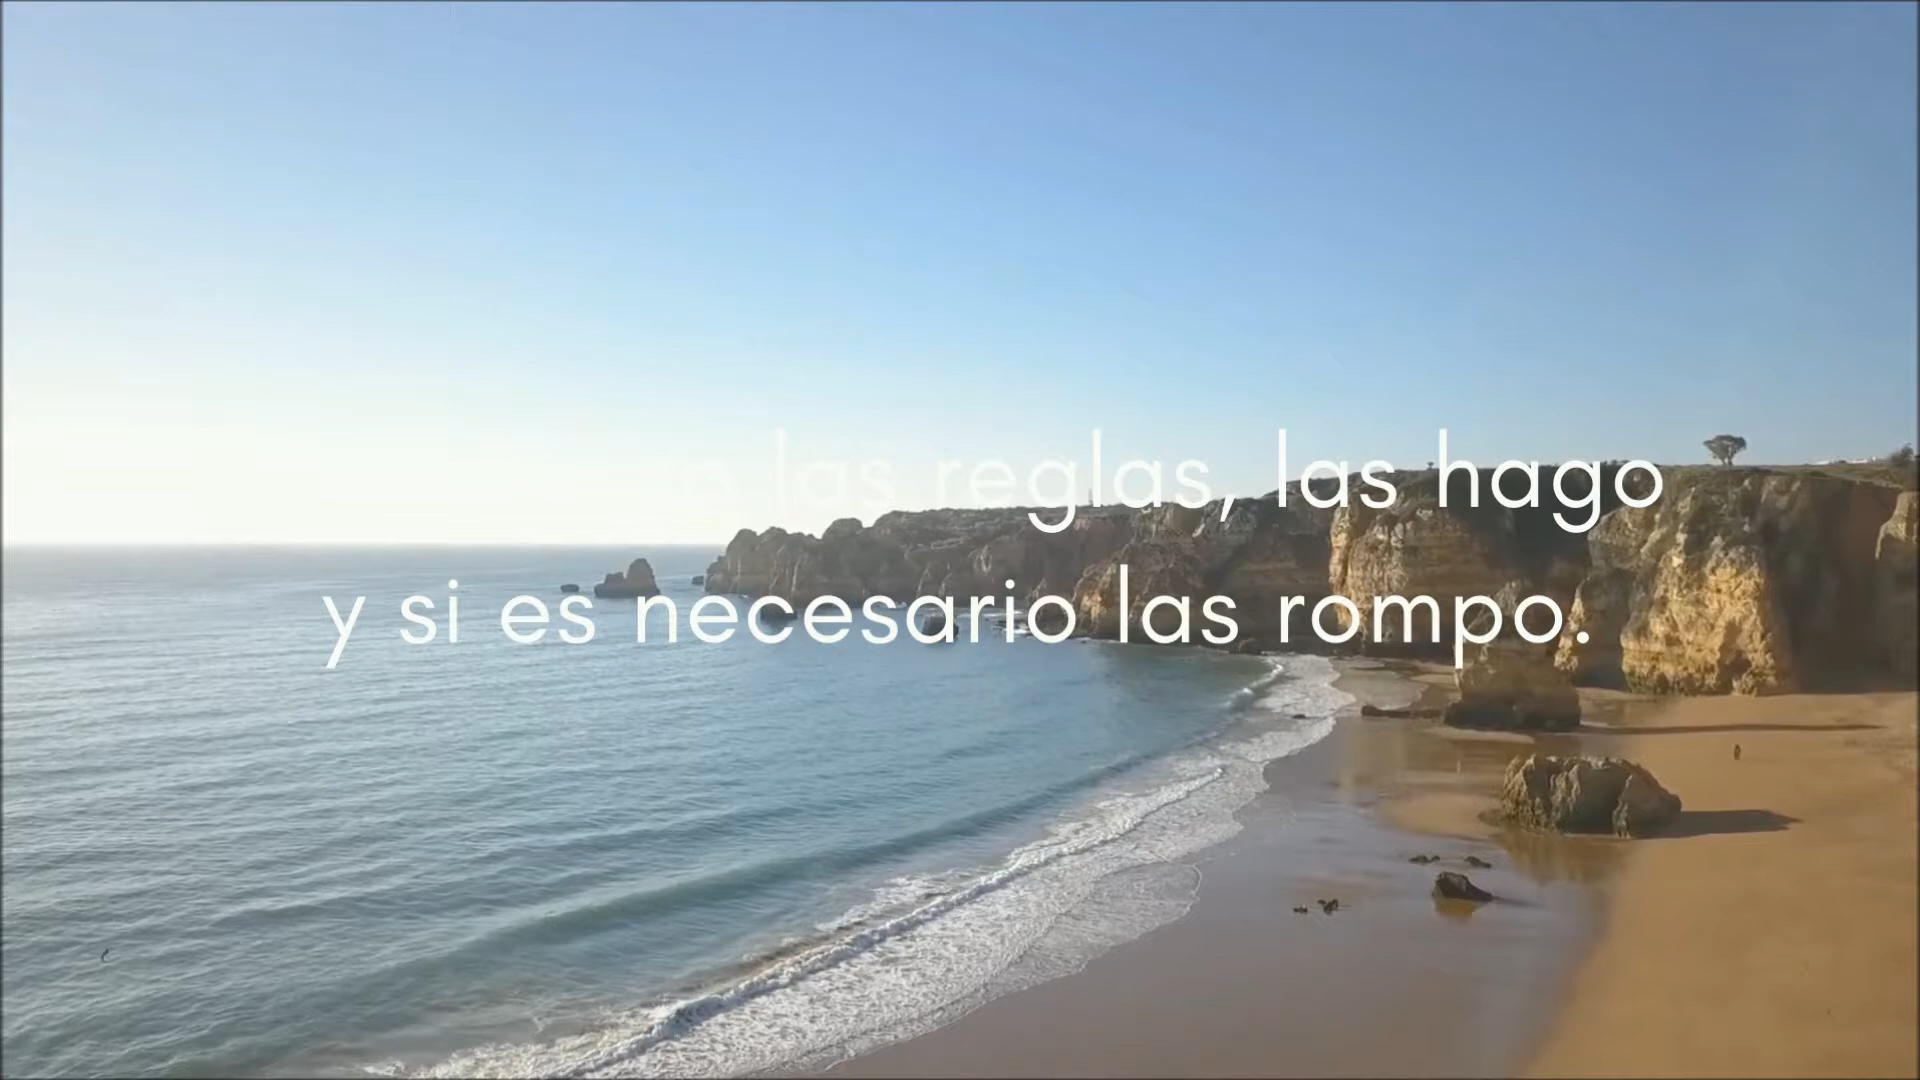 las reglas, las hago
y si es necesario las rompo.